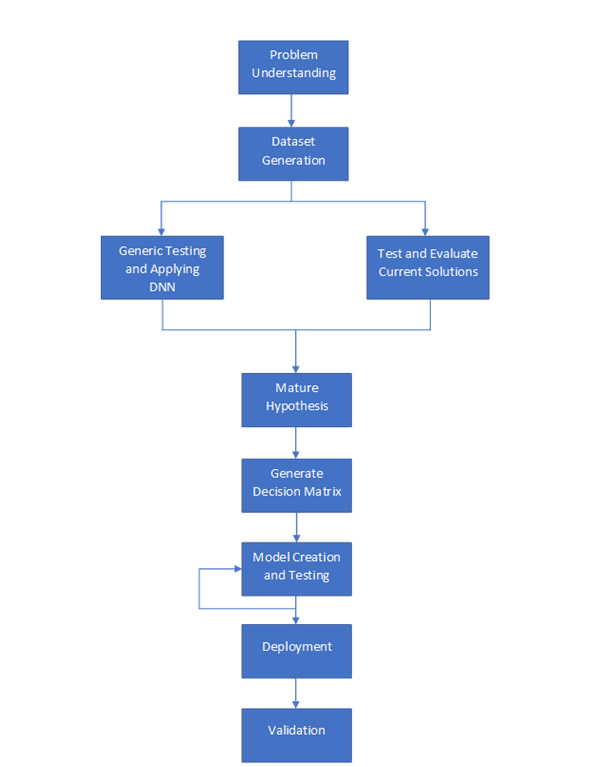 Problem
Understanding
Dataset
Generation
Generic Testing
and Applying
DNN
Test and Evaluate
Current Solutions
Mature
Hypothesis
Generate
Decision Matrix
Model Creation
and Testing
Deployment
Validation